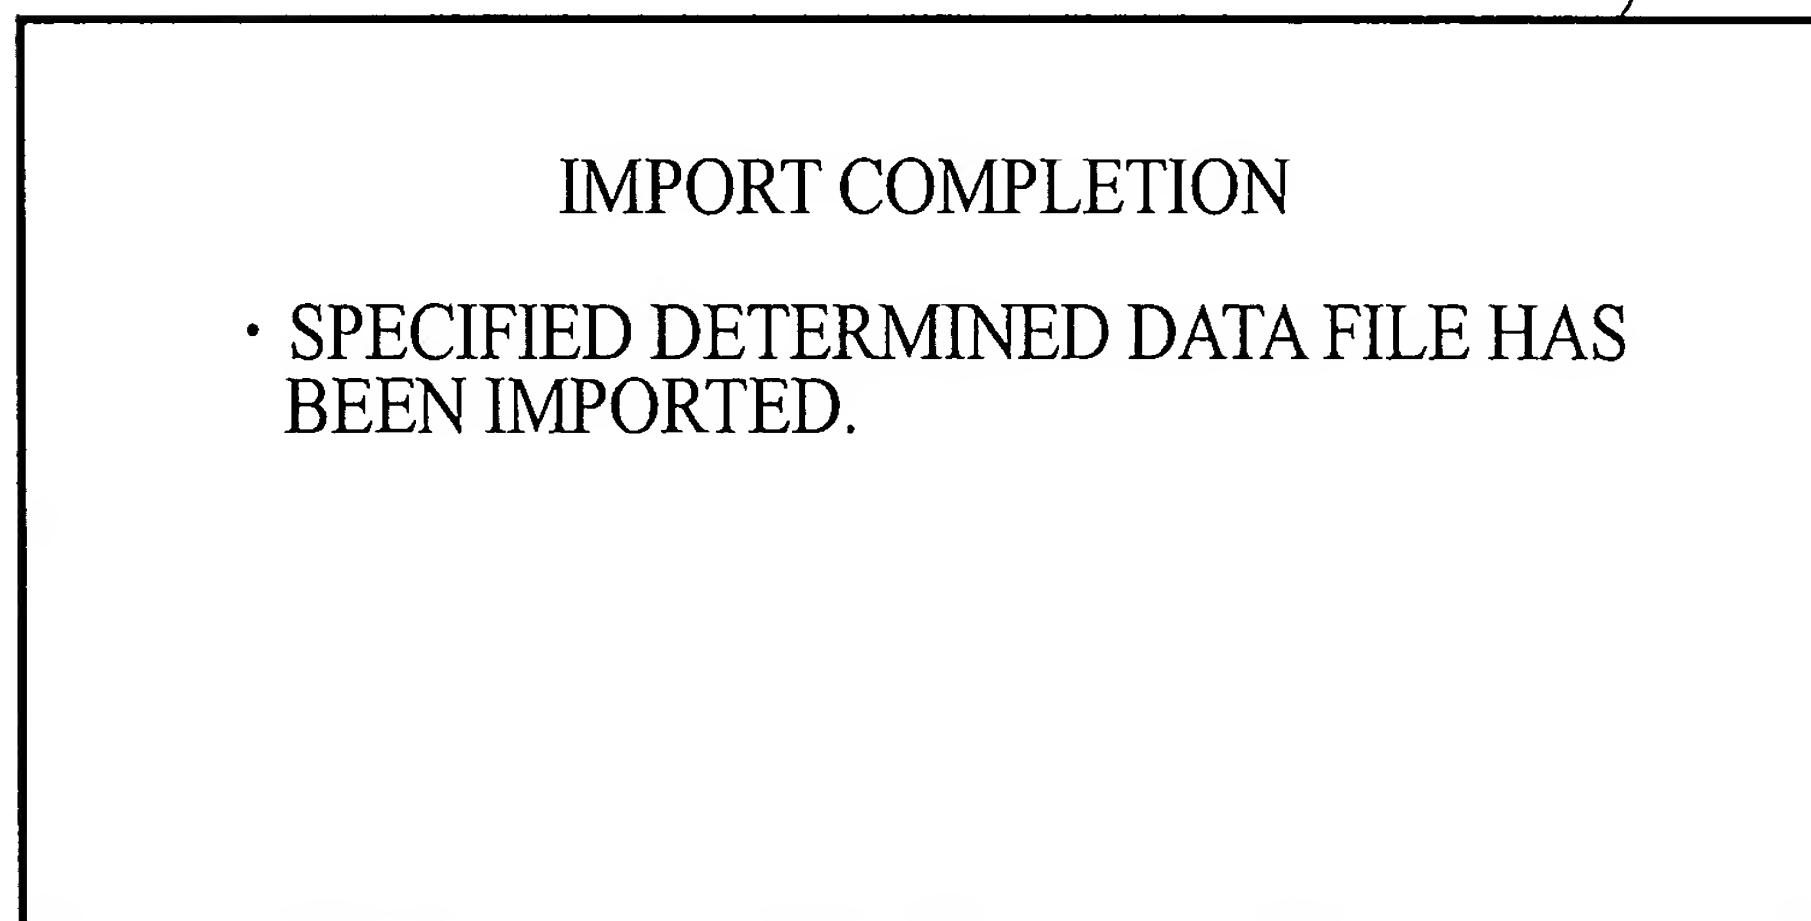 IMPORT COMPLETION
・ SPECIFIED DETERMINED DATA FILE HAS
BEEN IMPORTED.